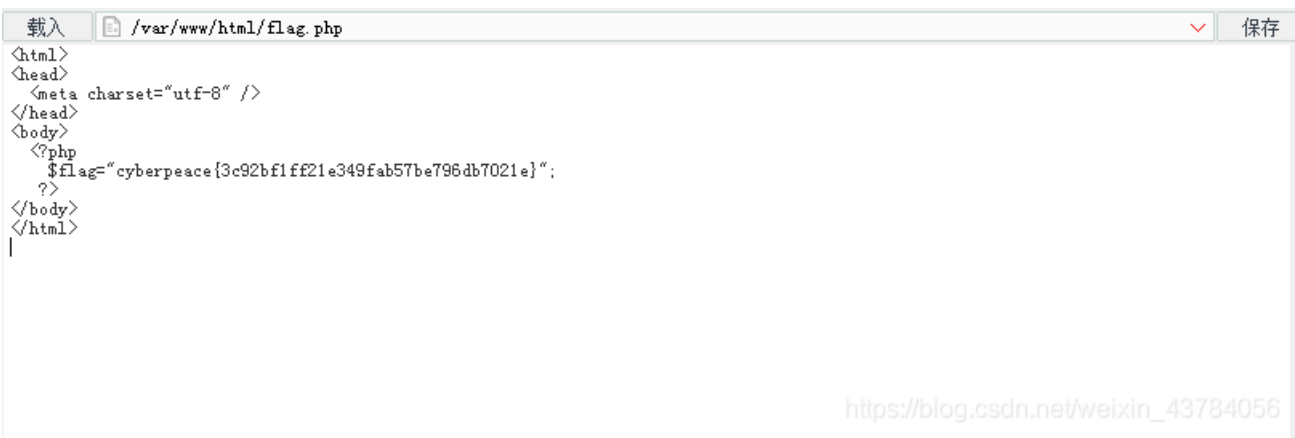 载入 /var/www/html/flag.php 保存
<html>
<head>
<meta charset="utf-8" />
</head>
<body>
<?php
$flag="cyberpeace{3c92bf1ff21e349fab57be796db7021e}";
?>
</body>
</html>
https://blog.csdn.net/weixin_43784056